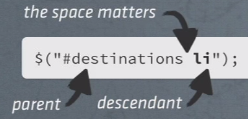 the space matters
$("#destinations li");
parent descendant